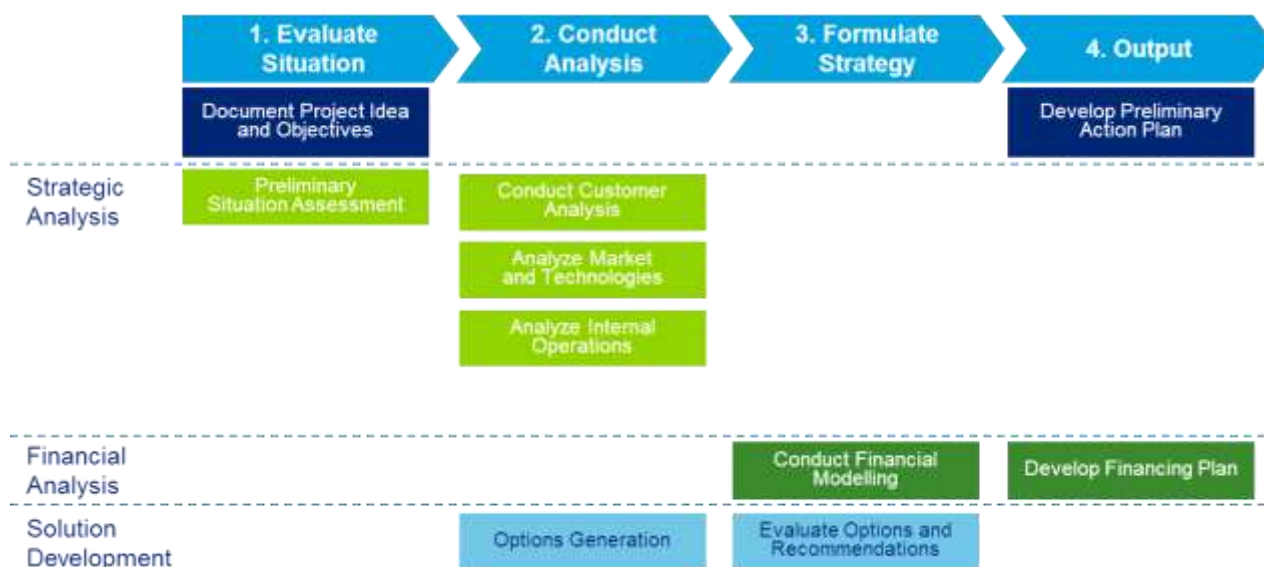 1. Evaluate
Situation
2. Conduct
Analysis
3. Formulate
Strategy
4. Output
Document Project Idea
and Objectives
Develop Preliminary
Action Plan
Strategic
Analysis
Preliminary
Situation Assessment
Conduct Customer
Analysis
Analyze Market
and Technologies
Analyze Internal
Operations
Financial
Analysis
Conduct Financial
Modelling
Develop Financing Plan
Solution
Development
Options Generation
Evaluate Options and
Recommendations